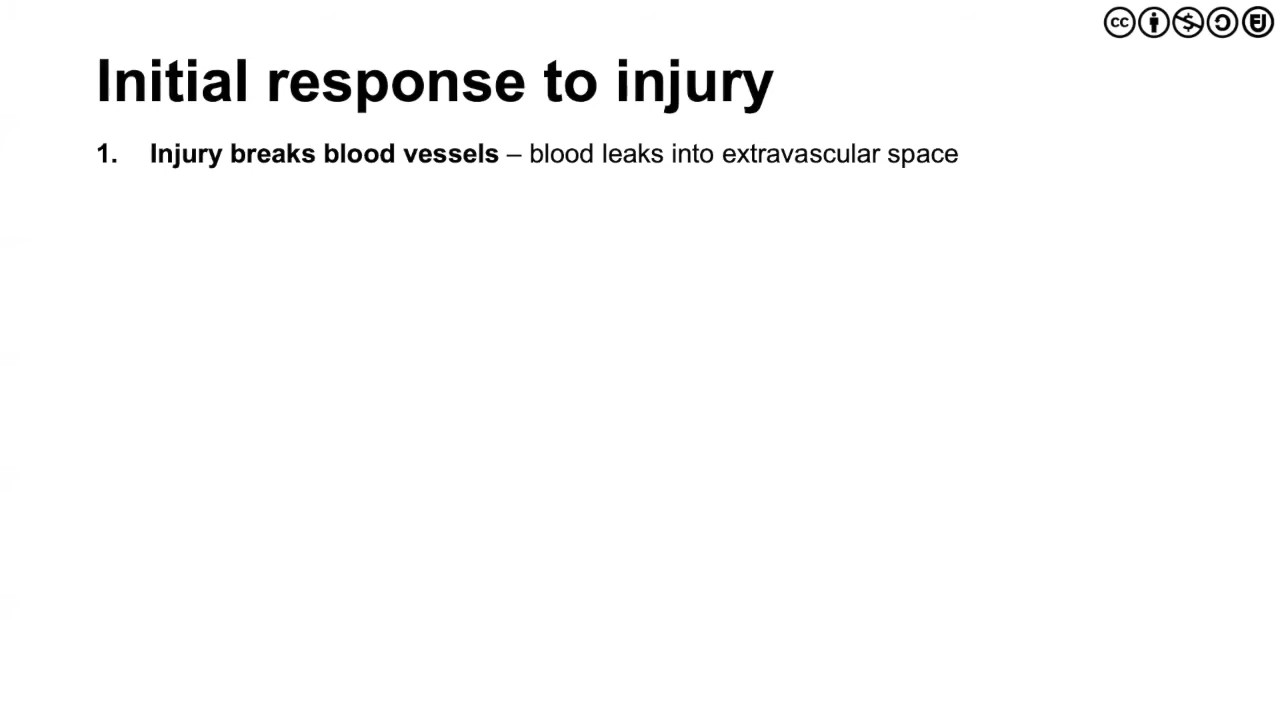 Initial response to injury
1. Injury breaks blood vessels – blood leaks into extravascular space